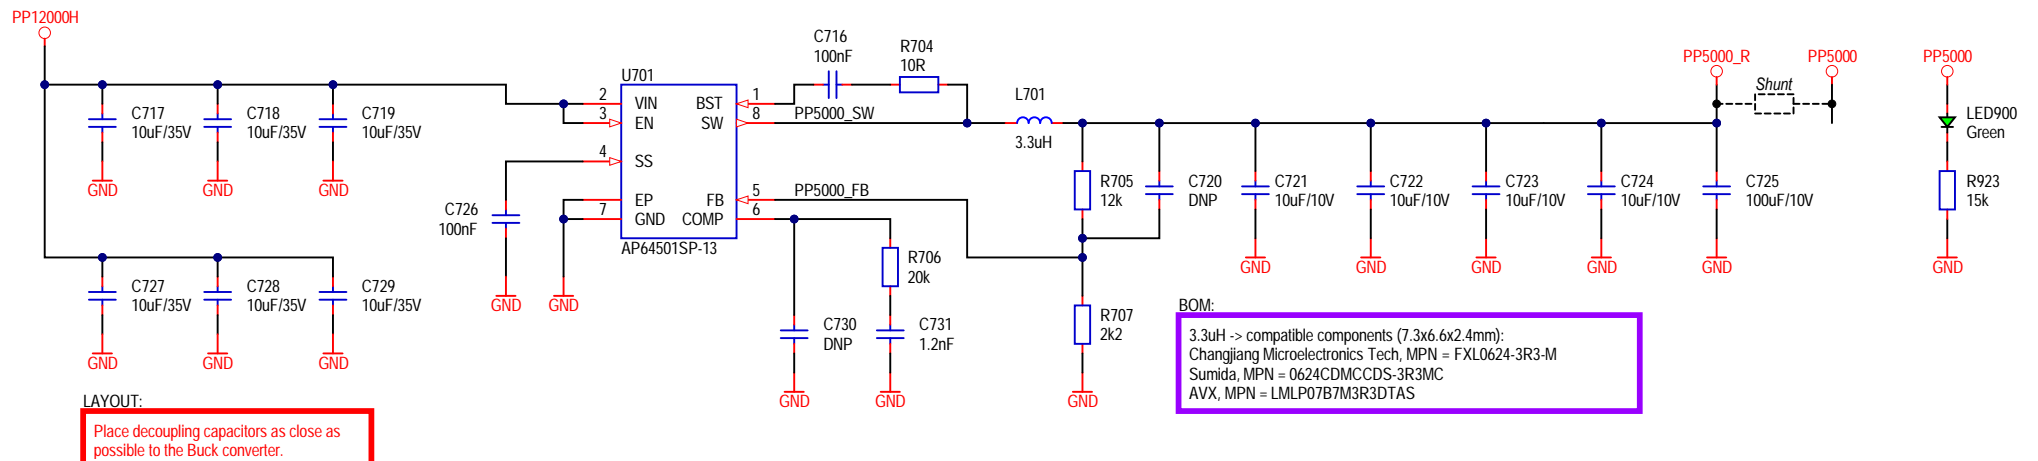 PP12000H
C717
10uF/35V
C718
10uF/35V
C719
10uF/35V
GND
GND
GND
C727
10uF/35V
C728
10uF/35V
C729
10uF/35V
GND
GND
GND
LAYOUT:
Place decoupling capacitors as close as
possible to the Buck converter.
C726
100nF
GND
GND
U701
2
VIN
3
EN
4
SS
EP
7
GND
BST
1
SW
8
FB
5
COMP
6
AP64501SP-13
C716
100nF
R704
10R
PP5000_SW
PP5000_FB
L701
3.3uH
R706
20k
C730
DNP
C731
1.2nF
GND
GND
R705
12k
C720
DNP
R707
2k2
GND
C721
10uF/10V
C722
10uF/10V
C723
10uF/10V
C724
10uF/10V
C725
100uF/10V
GND
GND
GND
GND
GND
PP5000_R
Shunt
PP5000
PP5000
LED900
Green
R923
15k
GND
BOM:
3.3uH -> compatible components (7.3x6.6x2.4mm):
Changjiang Microelectronics Tech, MPN = FXL0624-3R3-M
Sumida, MPN = 0624CDMCCDS-3R3MC
AVX, MPN = LMLP07B7M3R3DTAS